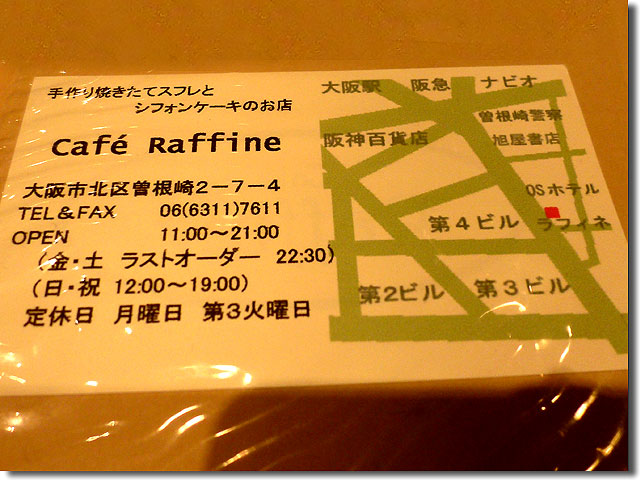 手作り焼きたてスフレと
シフォンケーキのお店
Café Raffine
大阪市北区曽根崎2-7-4
TEL&FAX 06(6311)7611
OPEN 11:00～21:00
(金・土 ラストオーダー 22:30)
(日・祝 12:00～19:00)
定休日 月曜日 第3火曜日
大阪駅 阪急 ナビオ
曽根崎警察
阪神百貨店 旭屋書店
OSホテル
第4ビル ラフィネ
第2ビル 第3ビル